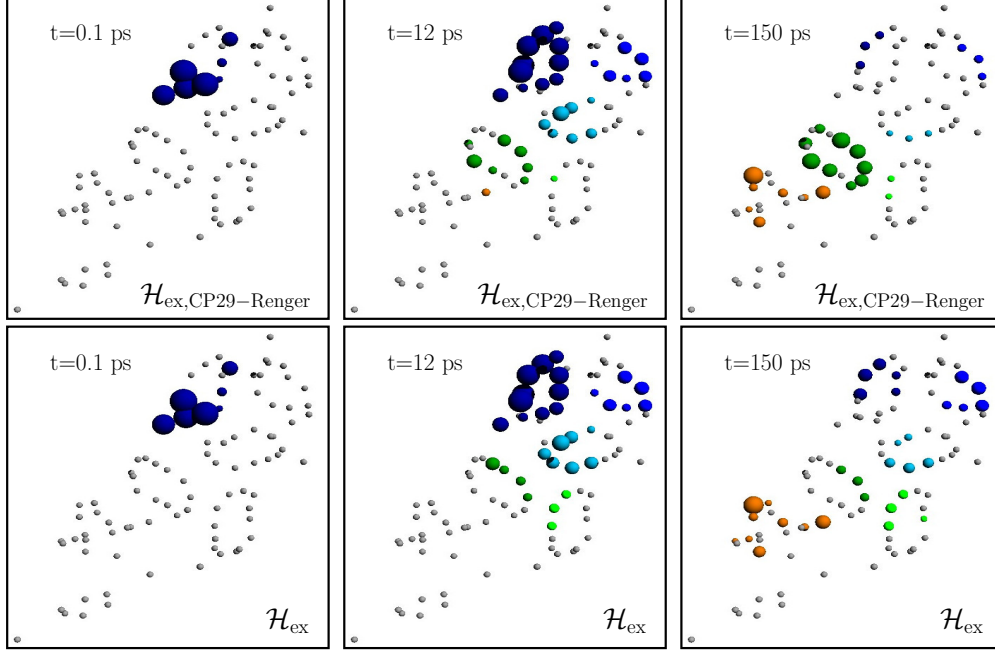 t=0.1 ps
t=12 ps
t=150 ps
ℋex,CP29−Renger
ℋex,CP29−Renger
ℋex,CP29−Renger
t=0.1 ps
t=12 ps
t=150 ps
ℋex
ℋex
ℋex